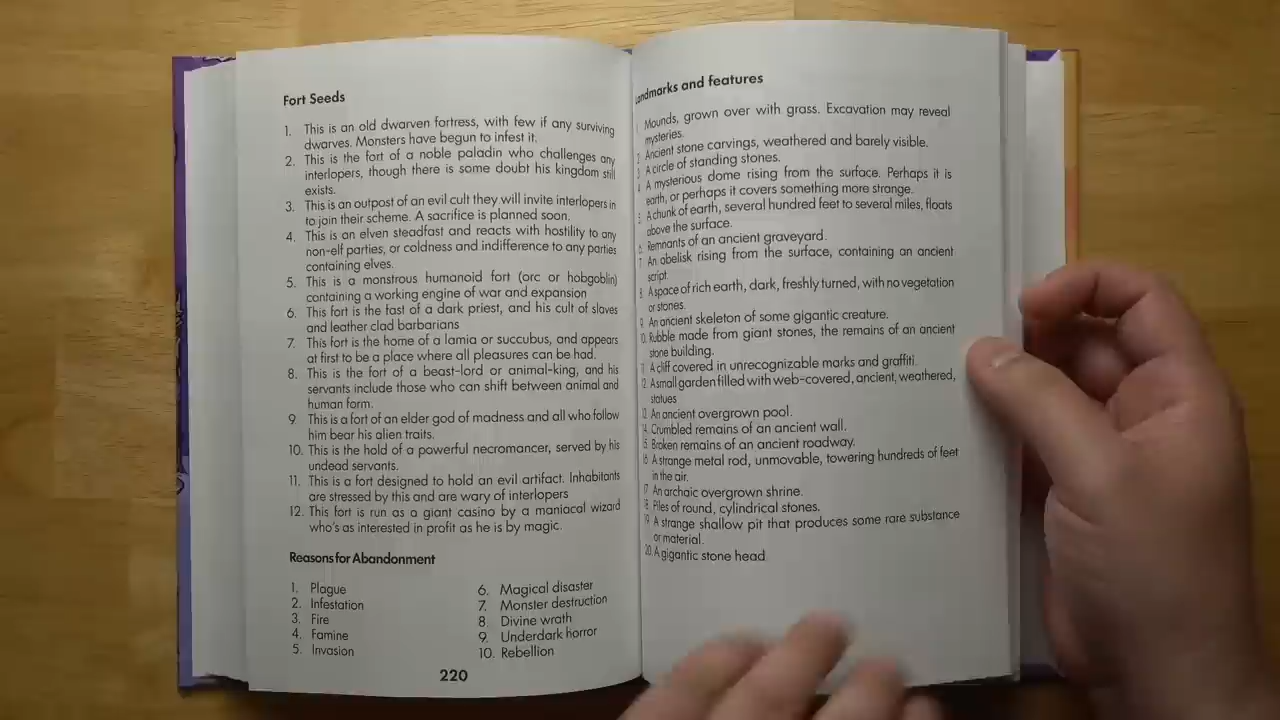 Fort Seeds
1. This is an old dwarven fortress, with few if any surviving
dwarves. Monsters have begun to infest it.
2. This is the fort of a noble paladin who challenges any
interlopers, though there is some doubt his kingdom still
exists.
3. This is an outpost of an evil cult they will invite interlopers in
to join their scheme. A sacrifice is planned soon.
4. This is an elven steadfast and reacts with hostility to any
non-elf parties, or coldness and indifference to any parties
containing elves.
5. This is a monstrous humanoid fort (orc or hobgoblin)
containing a working engine of war and expansion
6. This fort is the fast of a dark priest, and his cult of slaves
and leather clad barbarians
7. This fort is the home of a lamia or succubus, and appears
at first to be a place where all pleasures can be had.
8. This is the fort of a beast-lord or animal-king, and his
servants include those who can shift between animal and
human form.
9. This is a fort of an elder god of madness and all who follow
him bear his alien traits.
10. This is the hold of a powerful necromancer, served by his
undead servants.
11. This is a fort designed to hold an evil artifact. Inhabitants
are stressed by this and are wary of interlopers
12. This fort is run as a giant casino by a maniacal wizard
who's as interested in profit as he is by magic.
Reasons for Abandonment
1. Plague
2. Infestation
3. Fire
4. Famine
5. Invasion
6. Magical disaster
7. Monster destruction
8. Divine wrath
9. Underdark horror
10. Rebellion
220
Landmarks and features
1. Mounds, grown over with grass. Excavation may reveal
mysteries.
2. Ancient stone carvings, weathered and barely visible.
3. A circle of standing stones.
4. A mysterious dome rising from the surface. Perhaps it is
earth, or perhaps it covers something more strange.
5. A chunk of earth, several hundred feet to several miles, floats
above the surface.
6. Remnants of an ancient graveyard.
7. An obelisk rising from the surface, containing an ancient
script.
8. A space of rich earth, dark, freshly turned, with no vegetation
or stones.
9. An ancient skeleton of some gigantic creature.
10. Rubble made from giant stones, the remains of an ancient
stone building.
11. A cliff covered in unrecognizable marks and graffiti.
12. A small garden filled with web-covered, ancient, weathered,
statues
13. An ancient overgrown pool.
14. Crumbled remains of an ancient wall.
15. Broken remains of an ancient roadway.
16. A strange metal rod, unmovable, towering hundreds of feet
in the air.
17. An archaic overgrown shrine.
18. Piles of round, cylindrical stones.
19. A strange shallow pit that produces some rare substance
or material.
20. A gigantic stone head.